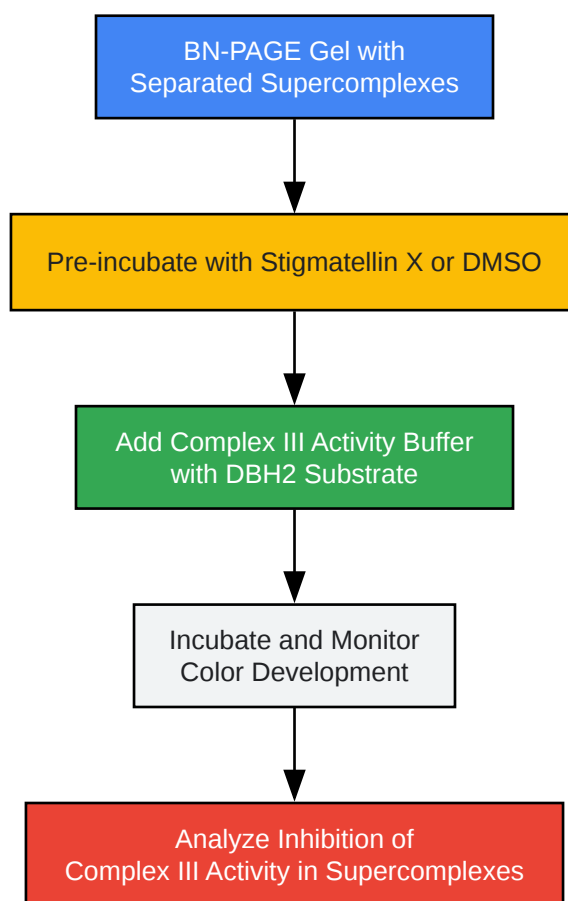 BN-PAGE Gel with
Separated Supercomplexes
Pre-incubate with Stigmatellin X or DMSO
Add Complex III Activity Buffer
with DBH2 Substrate
Incubate and Monitor
Color Development
Analyze Inhibition of
Complex III Activity in Supercomplexes